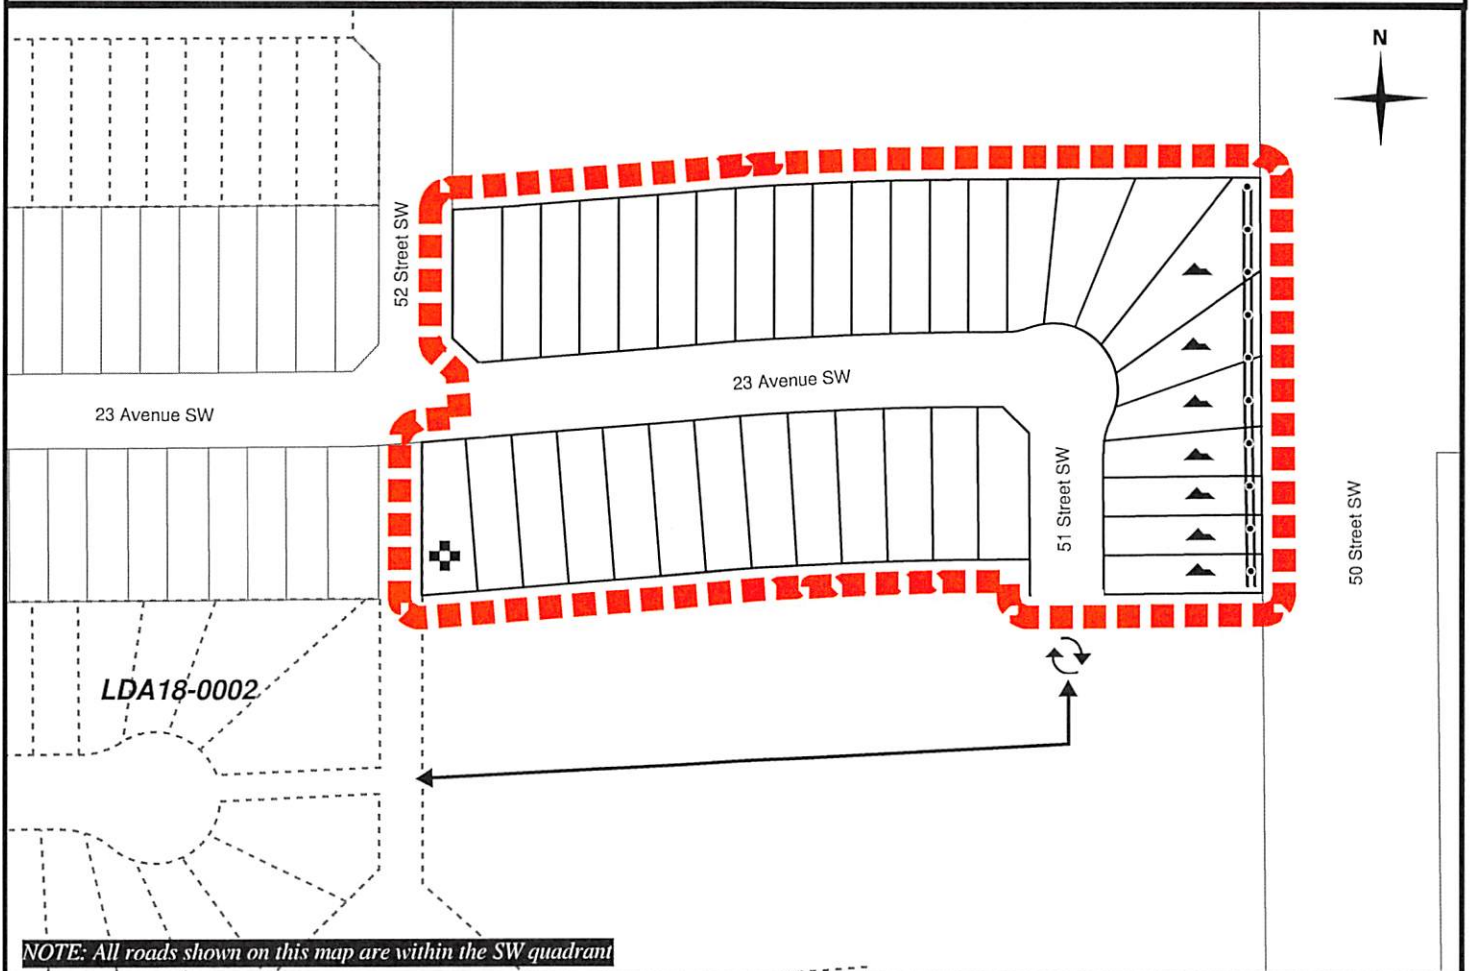 N
52 Street SW
23 Avenue SW
23 Avenue SW
51 Street SW
50 Street SW
LDA18-0002
NOTE: All roads shown on this map are within the SW quadrant